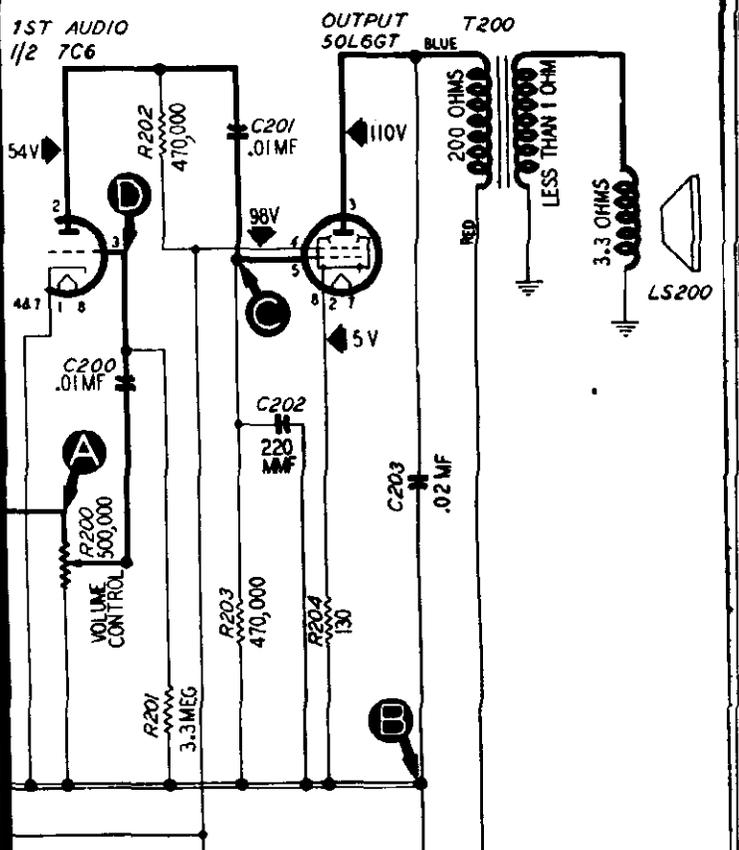 1ST AUDIO
1/2 7C6
OUTPUT
50L6GT
T200
BLUE
54V
R202
470,000
C201
.01MF
110V
200 OHMS
LESS THAN 1 OHM
3.3 OHMS
LS200
RED
2
D
3
98V
3
4
5
8 2 7
4&7 1 8
C
5V
C200
.01MF
C202
220
MMF
A
R200
500,000
VOLUME
CONTROL
C203
.02 MF
R203
470,000
R204
130
R201
3.3MEG
B